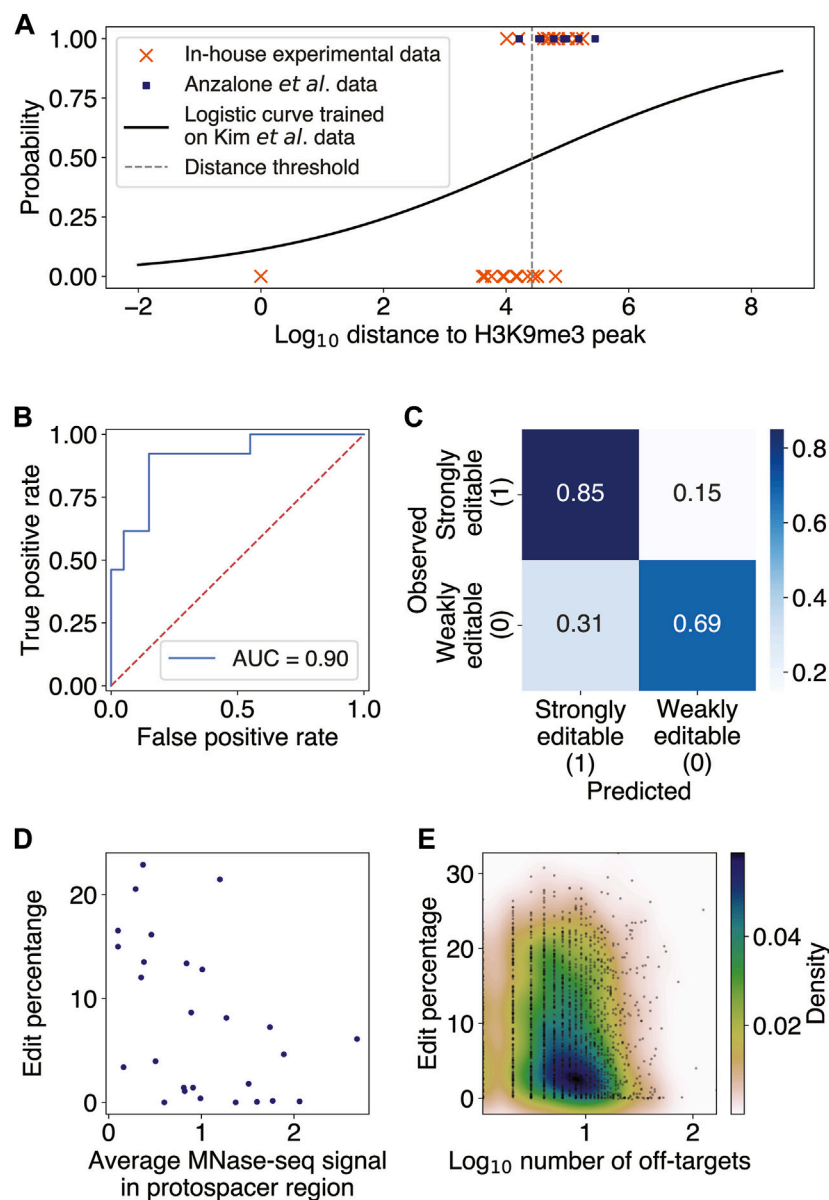 A
Probability
1.00
0.75
0.50
0.25
0.00
In-house experimental data
Anzalone et al. data
Logistic curve trained
on Kim et al. data
Distance threshold
−2
0
2
4
6
8
Log10 distance to H3K9me3 peak
B
True positive rate
1.00
0.75
0.50
0.25
0.00
AUC = 0.90
0.0
0.5
1.0
False positive rate
C
Observed
Strongly
editable
(1)
Weakly
editable
(0)
0.85
0.15
0.31
0.69
0.8
0.6
0.4
0.2
Strongly
editable
(1)
Weakly
editable
(0)
Predicted
D
Edit percentange
20
10
0
0
1
2
Average MNase-seq signal
in protospacer region
E
Edit percentage
30
20
10
0
1
2
Log10 number of off-targets
0.04
0.02
Density